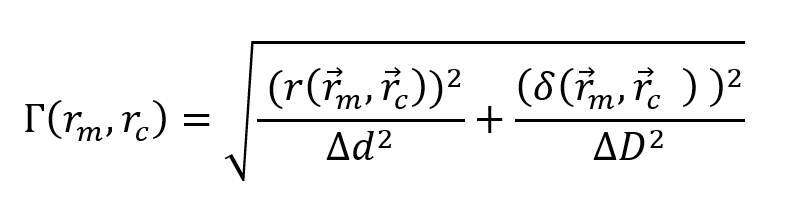 Γ(r_m, r_c) = √( (r(r⃗_m, r⃗_c))² / Δd² + (δ(r⃗_m, r⃗_c ) )² / ΔD² )